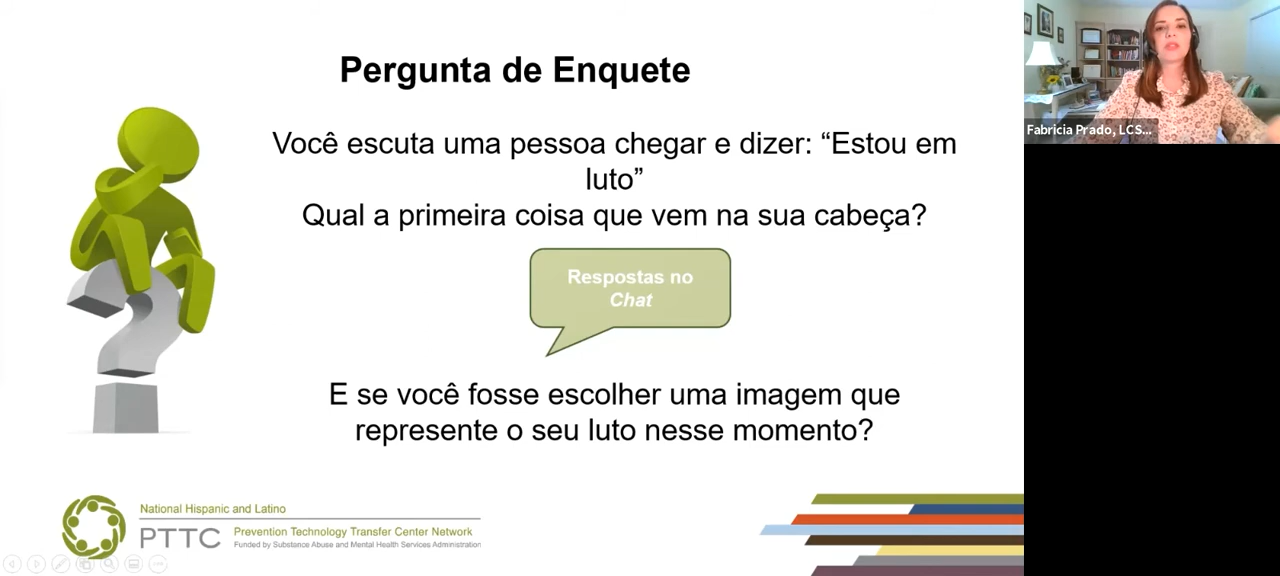 Pergunta de Enquete
Você escuta uma pessoa chegar e dizer: “Estou em
luto”
Qual a primeira coisa que vem na sua cabeça?
Respostas no
Chat
E se você fosse escolher uma imagem que
represente o seu luto nesse momento?
National Hispanic and Latino
PTTC
Prevention Technology Transfer Center Network
Funded by Substance Abuse and Mental Health Services Administration
Fabricia Prado, LCS...